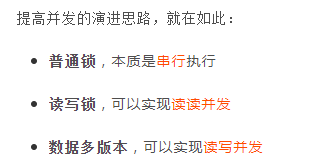 提高并发的演进思路，就在如此：
普通锁，本质是串行执行
读写锁，可以实现读读并发
数据多版本，可以实现读写并发